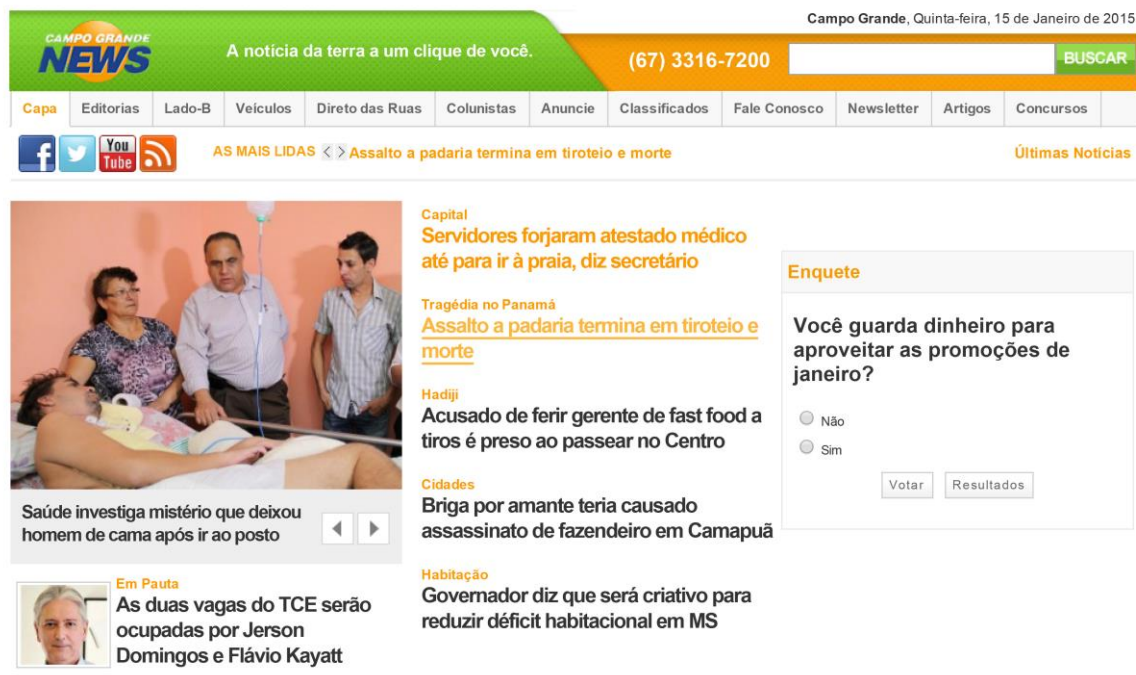 Campo Grande, Quinta-feira, 15 de Janeiro de 2015
CAMPO GRANDE
NEWS
A notícia da terra a um clique de você.
(67) 3316-7200
BUSCAR
Capa Editorias Lado-B Veículos Direto das Ruas Colunistas Anuncie Classificados Fale Conosco Newsletter Artigos Concursos
f You
Tube
AS MAIS LIDAS < > Assalto a padaria termina em tiroteio e morte
Últimas Notícias
Saúde investiga mistério que deixou
homem de cama após ir ao posto
Em Pauta
As duas vagas do TCE serão
ocupadas por Jerson
Domingos e Flávio Kayatt
Capital
Servidores forjaram atestado médico
até para ir à praia, diz secretário
Tragédia no Panamá
Assalto a padaria termina em tiroteio e
morte
Hadiji
Acusado de ferir gerente de fast food a
tiros é preso ao passear no Centro
Cidades
Briga por amante teria causado
assassinato de fazendeiro em Camapuã
Habitação
Governador diz que será criativo para
reduzir déficit habitacional em MS
Enquete
Você guarda dinheiro para
aproveitar as promoções de
janeiro?
Não
Sim
Votar Resultados